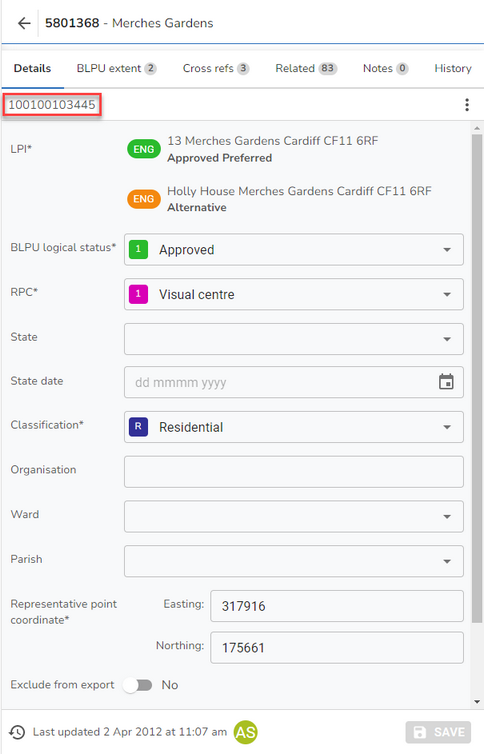 5801368 - Merches Gardens
Details BLPU extent 2 Cross refs 3 Related 83 Notes 0 History
100100103445
LPI* ENG 13 Merches Gardens Cardiff CF11 6RF
Approved Preferred
ENG Holly House Merches Gardens Cardiff CF11 6RF
Alternative
BLPU logical status* 1 Approved
RPC* 1 Visual centre
State
State date dd mmmm yyyy
Classification* R Residential
Organisation
Ward
Parish
Representative point
coordinate*
Easting: 317916
Northing: 175661
Exclude from export No
Last updated 2 Apr 2012 at 11:07 am AS SAVE